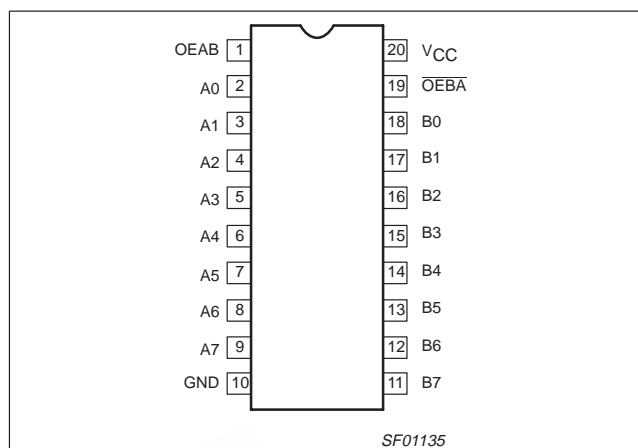 OEAB 1 20 VCC
A0 2 19 O̅E̅B̅A̅
A1 3 18 B0
A2 4 17 B1
A3 5 16 B2
A4 6 15 B3
A5 7 14 B4
A6 8 13 B5
A7 9 12 B6
GND 10 11 B7
SF01135